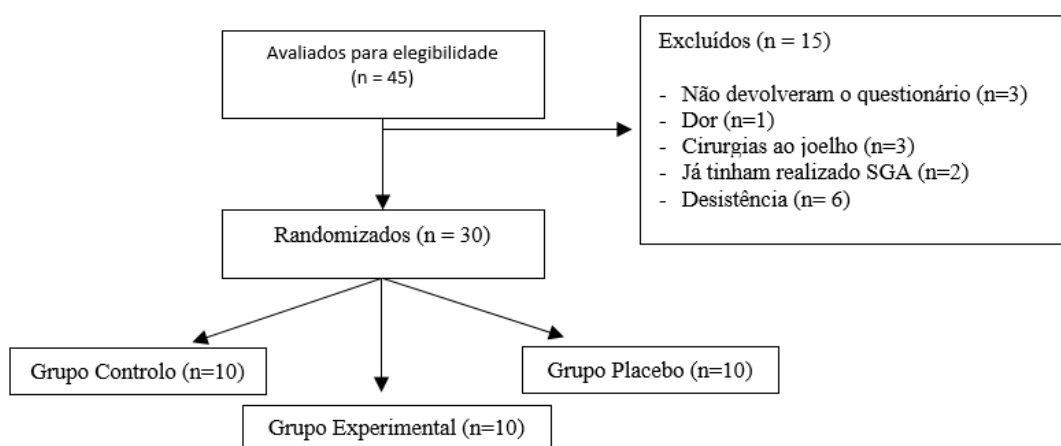 Avaliados para elegibilidade
(n = 45)
Excluídos (n = 15)
- Não devolveram o questionário (n=3)
- Dor (n=1)
- Cirurgias ao joelho (n=3)
- Já tinham realizado SGA (n=2)
- Desistência (n= 6)
Randomizados (n = 30)
Grupo Controlo (n=10)
Grupo Placebo (n=10)
Grupo Experimental (n=10)